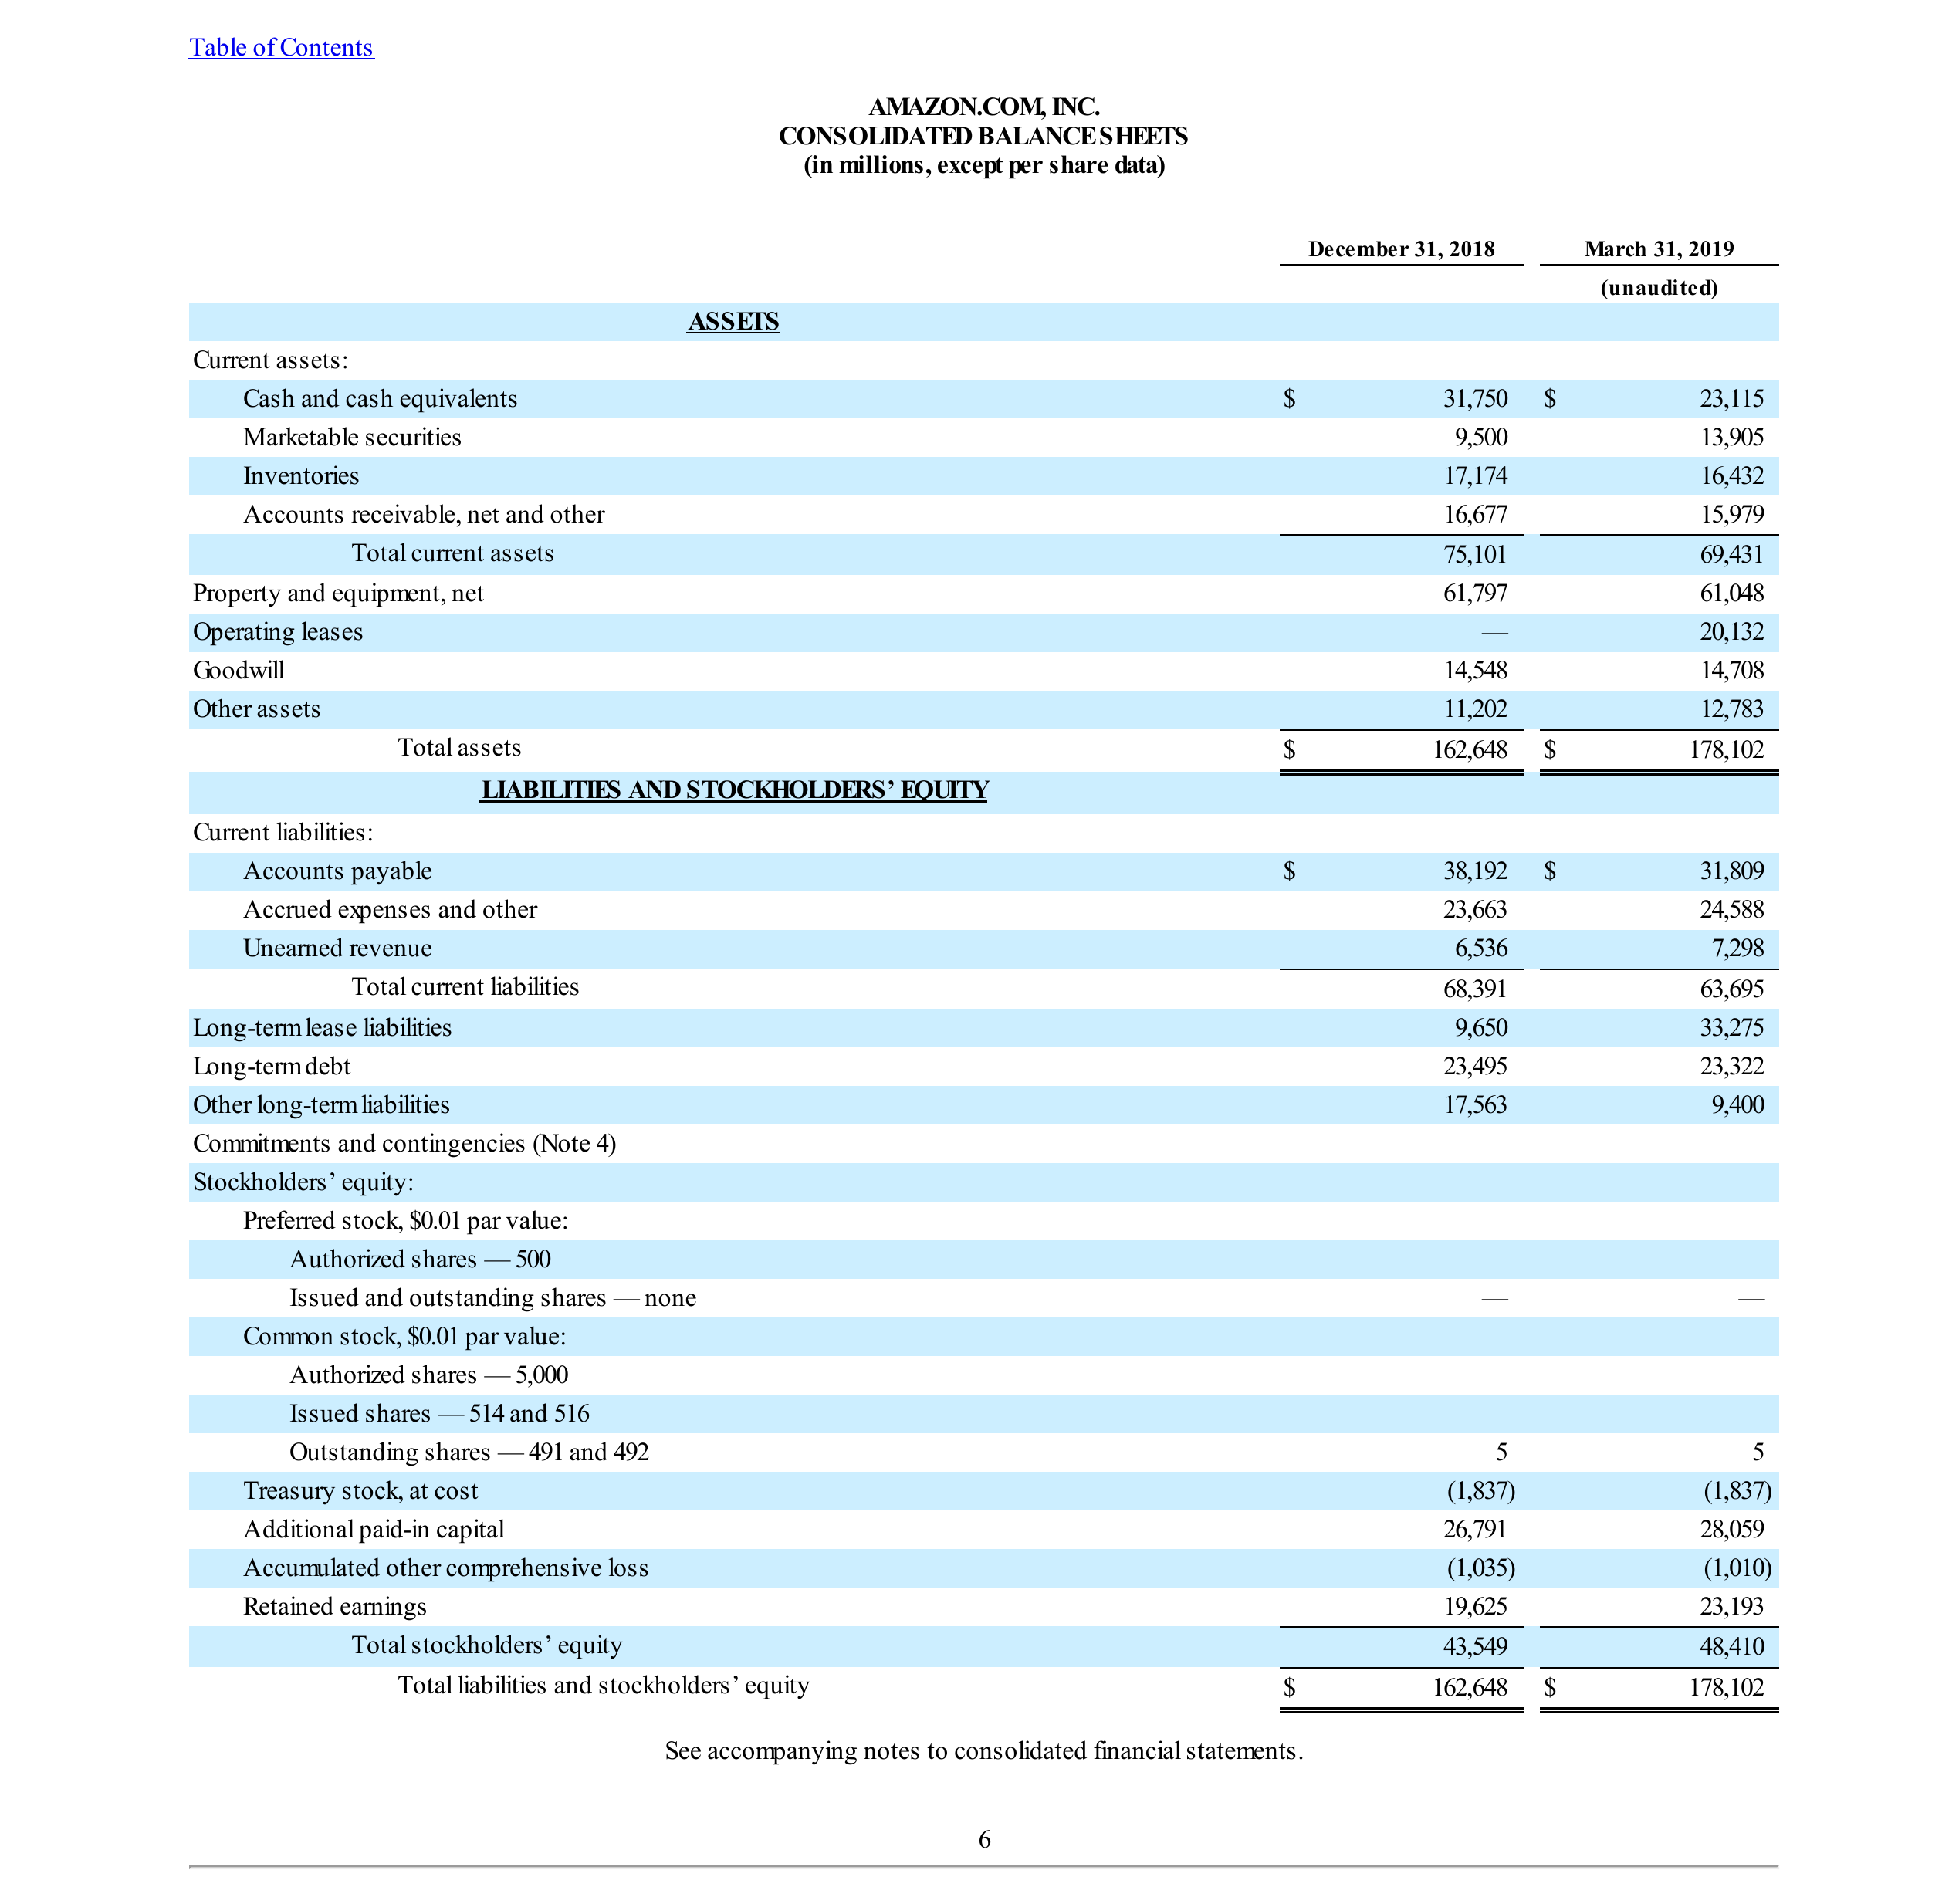 Table of Contents
AMAZON.COM, INC.
CONSOLIDATED BALANCE SHEETS
(in millions, except per share data)
December 31, 2018 March 31, 2019
(unaudited)
ASSETS
Current assets:
Cash and cash equivalents $ 31,750 $ 23,115
Marketable securities 9,500 13,905
Inventories 17,174 16,432
Accounts receivable, net and other 16,677 15,979
Total current assets 75,101 69,431
Property and equipment, net 61,797 61,048
Operating leases — 20,132
Goodwill 14,548 14,708
Other assets 11,202 12,783
Total assets $ 162,648 $ 178,102
LIABILITIES AND STOCKHOLDERS’ EQUITY
Current liabilities:
Accounts payable $ 38,192 $ 31,809
Accrued expenses and other 23,663 24,588
Unearned revenue 6,536 7,298
Total current liabilities 68,391 63,695
Long-term lease liabilities 9,650 33,275
Long-term debt 23,495 23,322
Other long-term liabilities 17,563 9,400
Commitments and contingencies (Note 4)
Stockholders’ equity:
Preferred stock, $0.01 par value:
Authorized shares — 500
Issued and outstanding shares — none — —
Common stock, $0.01 par value:
Authorized shares — 5,000
Issued shares — 514 and 516
Outstanding shares — 491 and 492 5 5
Treasury stock, at cost (1,837) (1,837)
Additional paid-in capital 26,791 28,059
Accumulated other comprehensive loss (1,035) (1,010)
Retained earnings 19,625 23,193
Total stockholders’ equity 43,549 48,410
Total liabilities and stockholders’ equity $ 162,648 $ 178,102
See accompanying notes to consolidated financial statements.
6